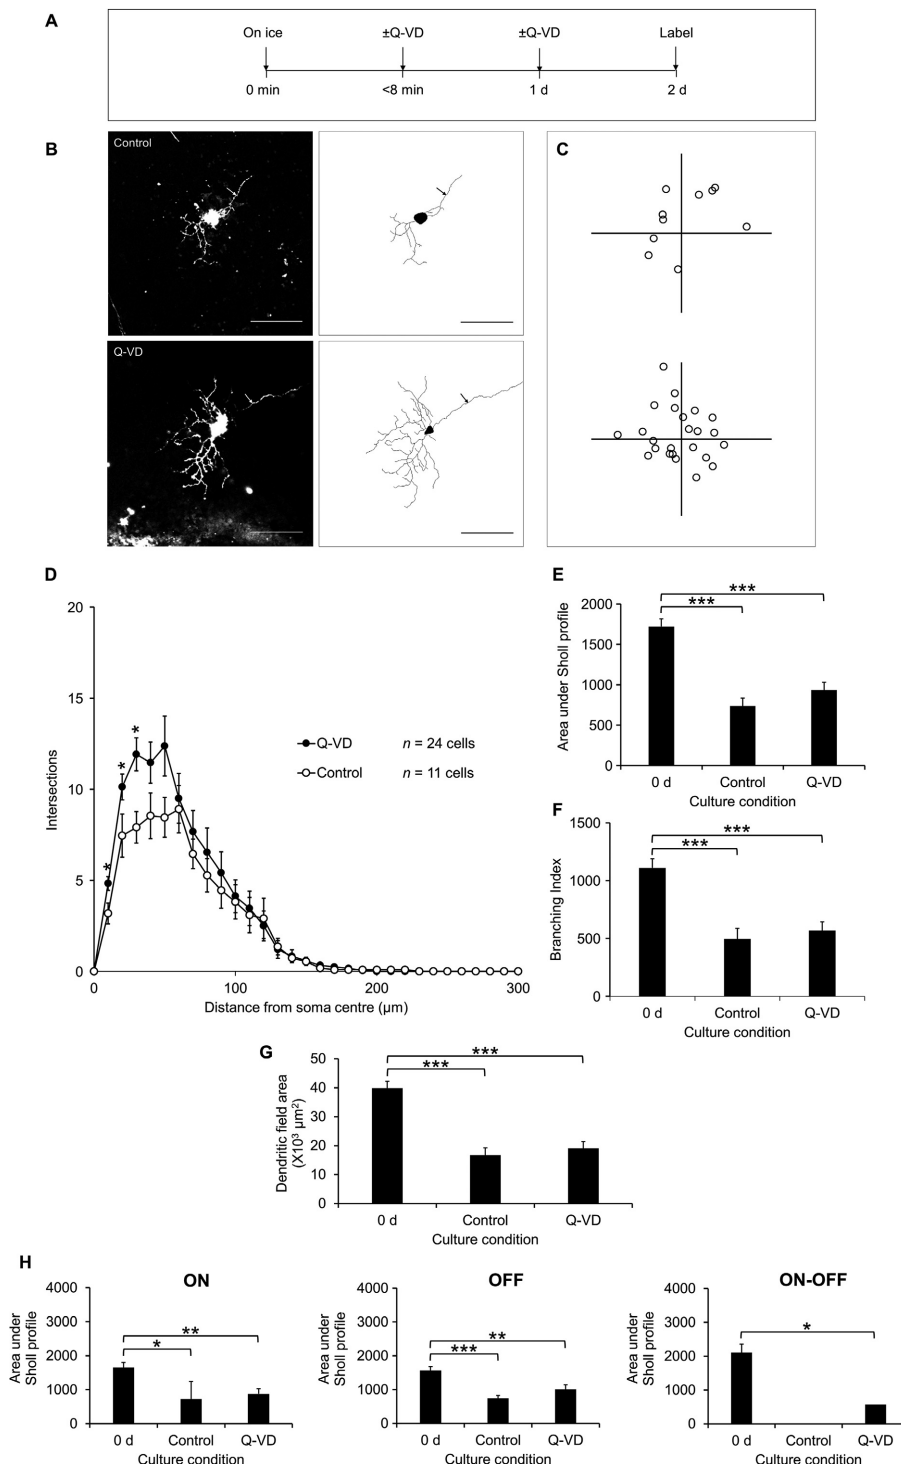 A
On ice ±Q-VD ±Q-VD Label
0 min <8 min 1 d 2 d
B
Control
Q-VD
C
D
20
15
10
5
0
Intersections
* * *
Q-VD n = 24 cells
Control n = 11 cells
0 100 200 300
Distance from soma centre (µm)
E
Area under Sholl profile
2000
1500
1000
500
0
***
***
0 d Control Q-VD
Culture condition
F
Branching Index
1500
1000
500
0
***
***
0 d Control Q-VD
Culture condition
G
Dendritic field area
(X10³ µm²)
50
40
30
20
10
0
***
***
0 d Control Q-VD
Culture condition
H
ON
Area under
Sholl profile
4000
3000
2000
1000
0
**
*
0 d Control Q-VD
Culture condition
OFF
Area under
Sholl profile
4000
3000
2000
1000
0
**
***
0 d Control Q-VD
Culture condition
ON-OFF
Area under
Sholl profile
4000
3000
2000
1000
0
*
0 d Control Q-VD
Culture condition